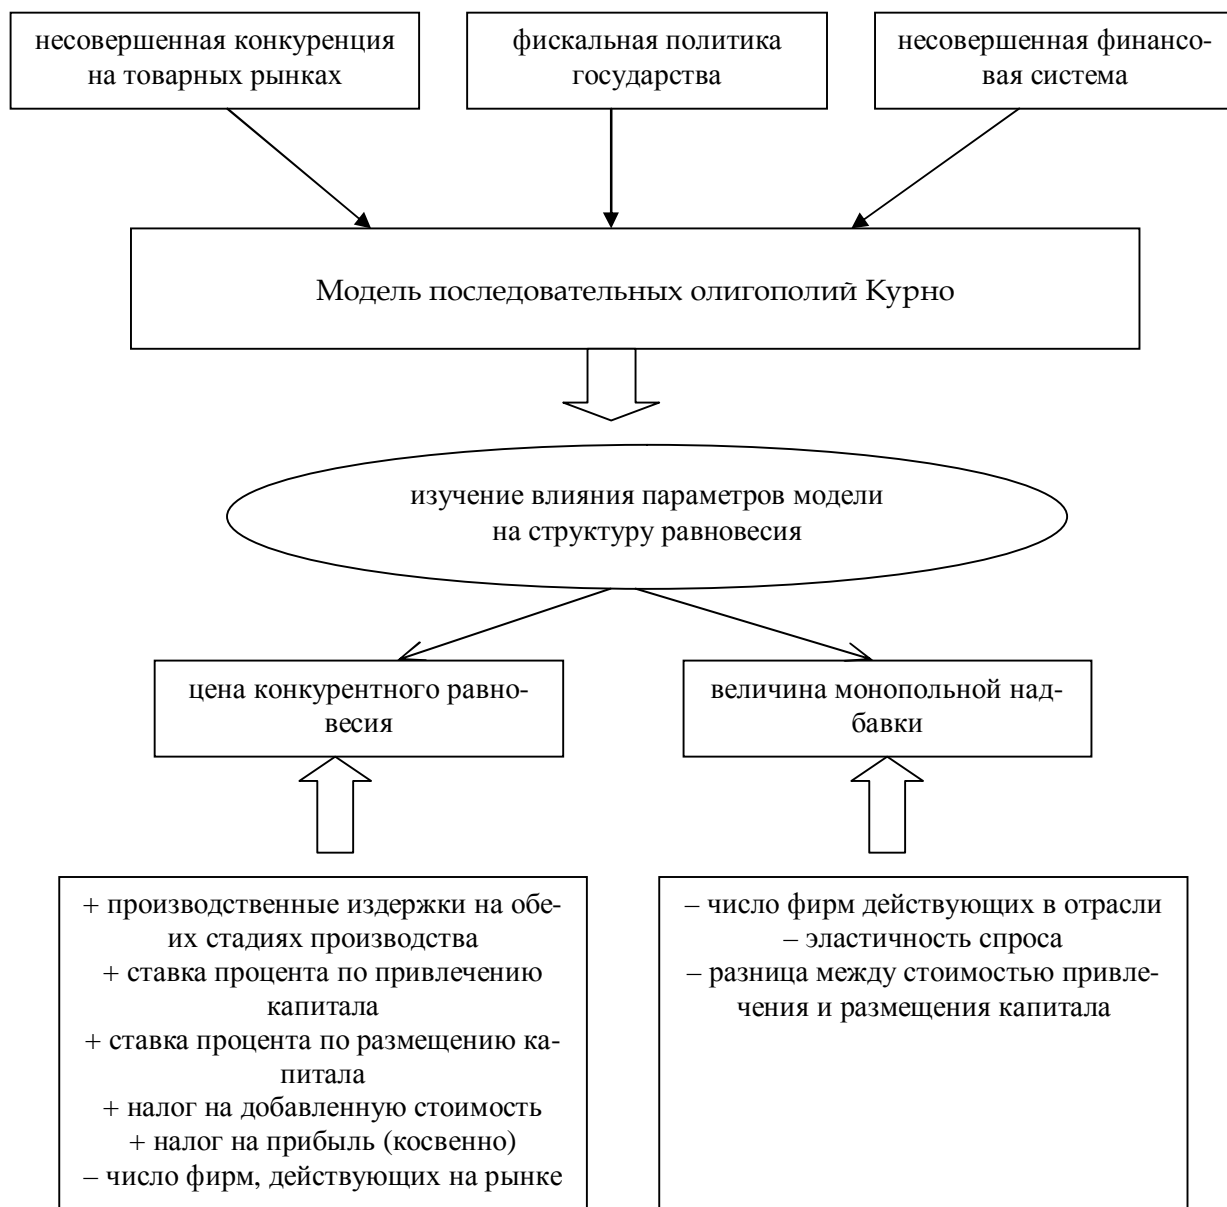 несовершенная конкуренция
на товарных рынках
фискальная политика
государства
несовершенная финансо-
вая система
Модель последовательных олигополий Курно
изучение влияния параметров модели
на структуру равновесия
цена конкурентного равно-
весия
величина монопольной над-
бавки
+ производственные издержки на обе-
их стадиях производства
+ ставка процента по привлечению
капитала
+ ставка процента по размещению ка-
питала
+ налог на добавленную стоимость
+ налог на прибыль (косвенно)
– число фирм, действующих на рынке
– число фирм действующих в отрасли
– эластичность спроса
– разница между стоимостью привле-
чения и размещения капитала